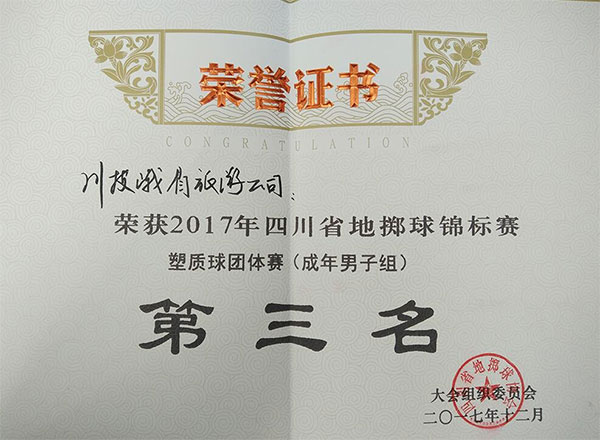 荣誉证书
CONGRATULATION
川投峨眉旅游公司：
荣获2017年四川省地掷球锦标赛
塑质球团体赛（成年男子组）
第三名
大会组织委员会
二〇一七年十二月